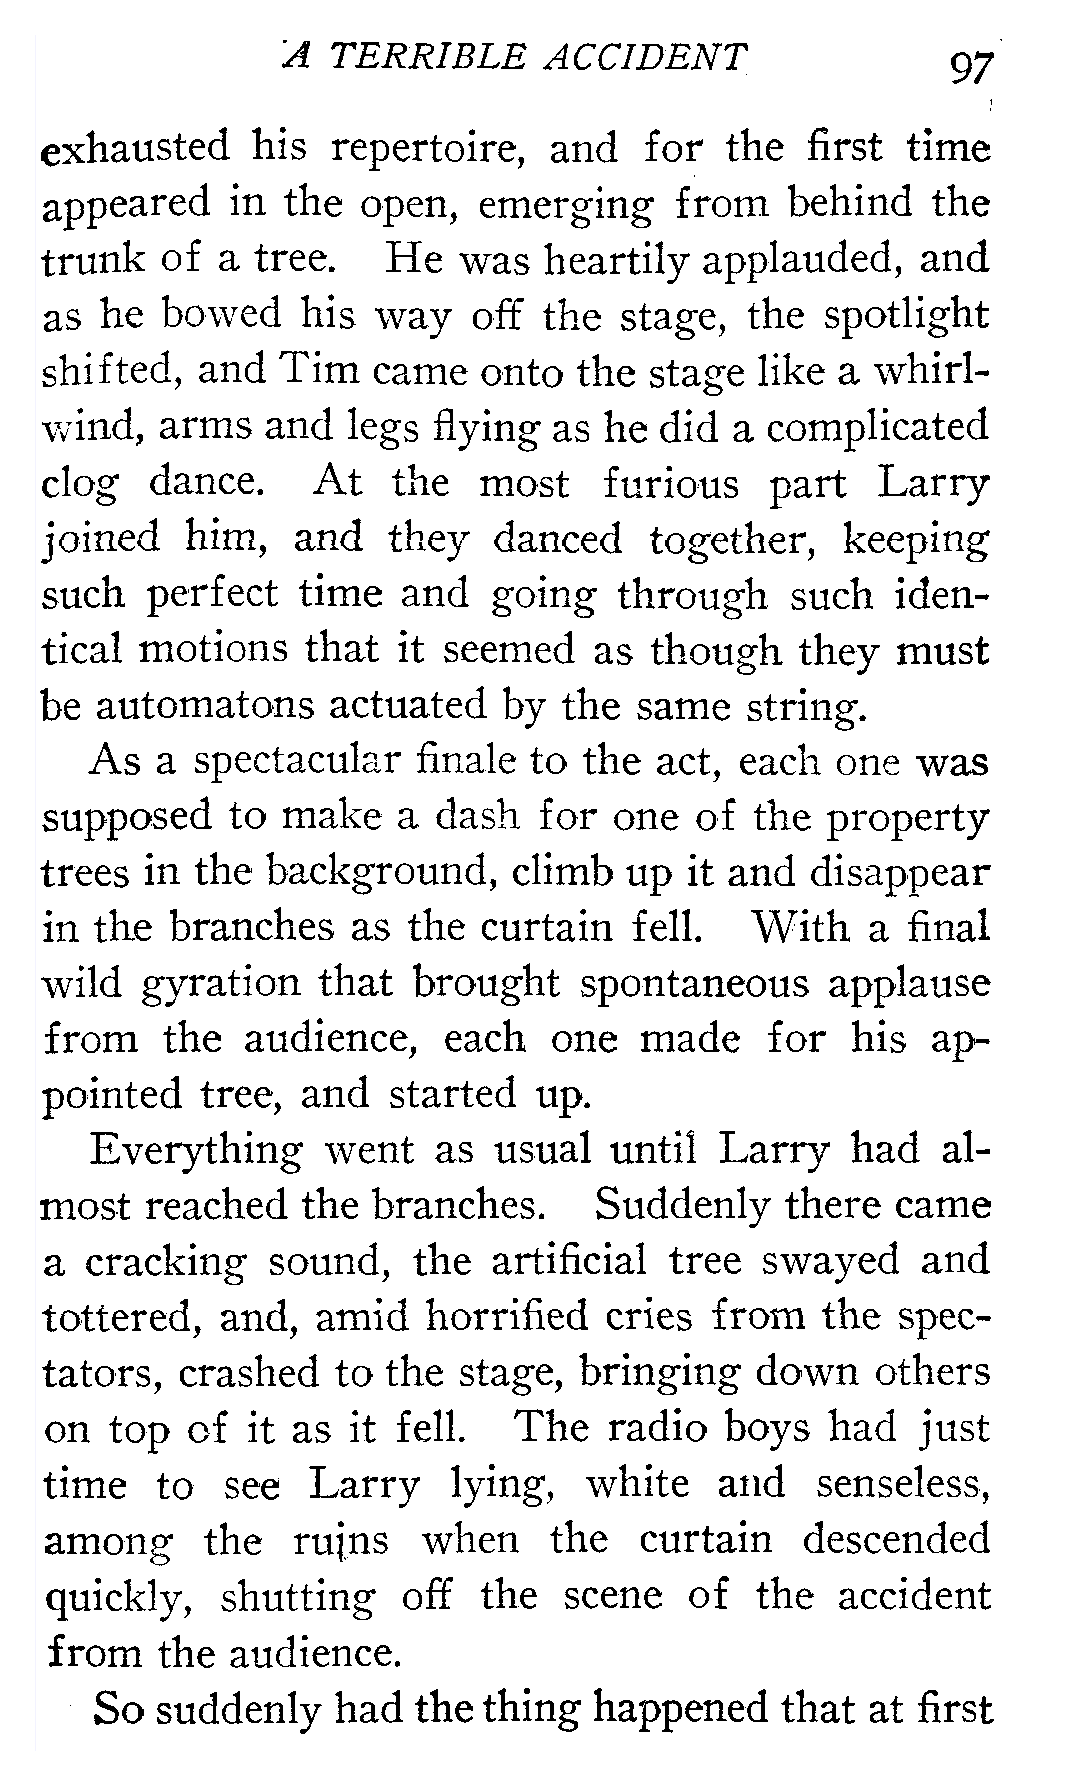 A TERRIBLE ACCIDENT 97
exhausted his repertoire, and for the first time
appeared in the open, emerging from behind the
trunk of a tree. He was heartily applauded, and
as he bowed his way off the stage, the spotlight
shifted, and Tim came onto the stage like a whirl-
wind, arms and legs flying as he did a complicated
clog dance. At the most furious part Larry
joined him, and they danced together, keeping
such perfect time and going through such iden-
tical motions that it seemed as though they must
be automatons actuated by the same string.
As a spectacular finale to the act, each one was
supposed to make a dash for one of the property
trees in the background, climb up it and disappear
in the branches as the curtain fell. With a final
wild gyration that brought spontaneous applause
from the audience, each one made for his ap-
pointed tree, and started up.
Everything went as usual until Larry had al-
most reached the branches. Suddenly there came
a cracking sound, the artificial tree swayed and
tottered, and, amid horrified cries from the spec-
tators, crashed to the stage, bringing down others
on top of it as it fell. The radio boys had just
time to see Larry lying, white and senseless,
among the ruins when the curtain descended
quickly, shutting off the scene of the accident
from the audience.
So suddenly had the thing happened that at first